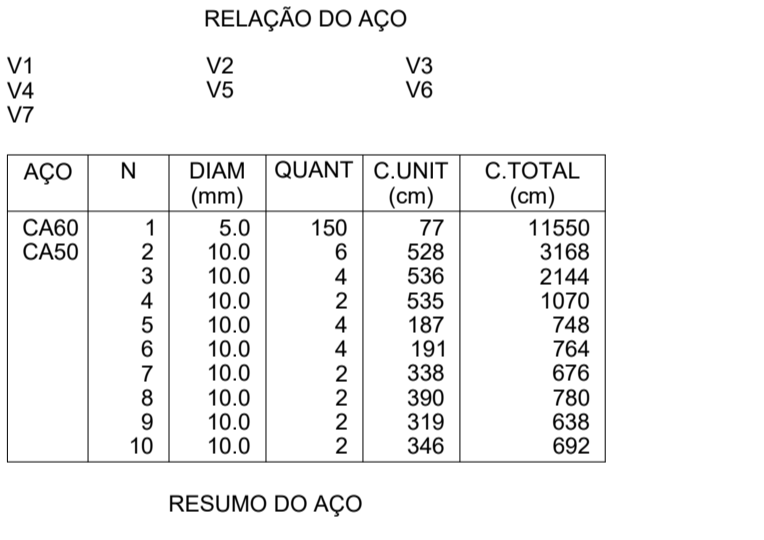 RELAÇÃO DO AÇO
V1 V2 V3
V4 V5 V6
V7
AÇO N DIAM QUANT C.UNIT C.TOTAL
(mm) (cm) (cm)
CA60 1 5.0 150 77 11550
CA50 2 10.0 6 528 3168
3 10.0 4 536 2144
4 10.0 2 535 1070
5 10.0 4 187 748
6 10.0 4 191 764
7 10.0 2 338 676
8 10.0 2 390 780
9 10.0 2 319 638
10 10.0 2 346 692
RESUMO DO AÇO